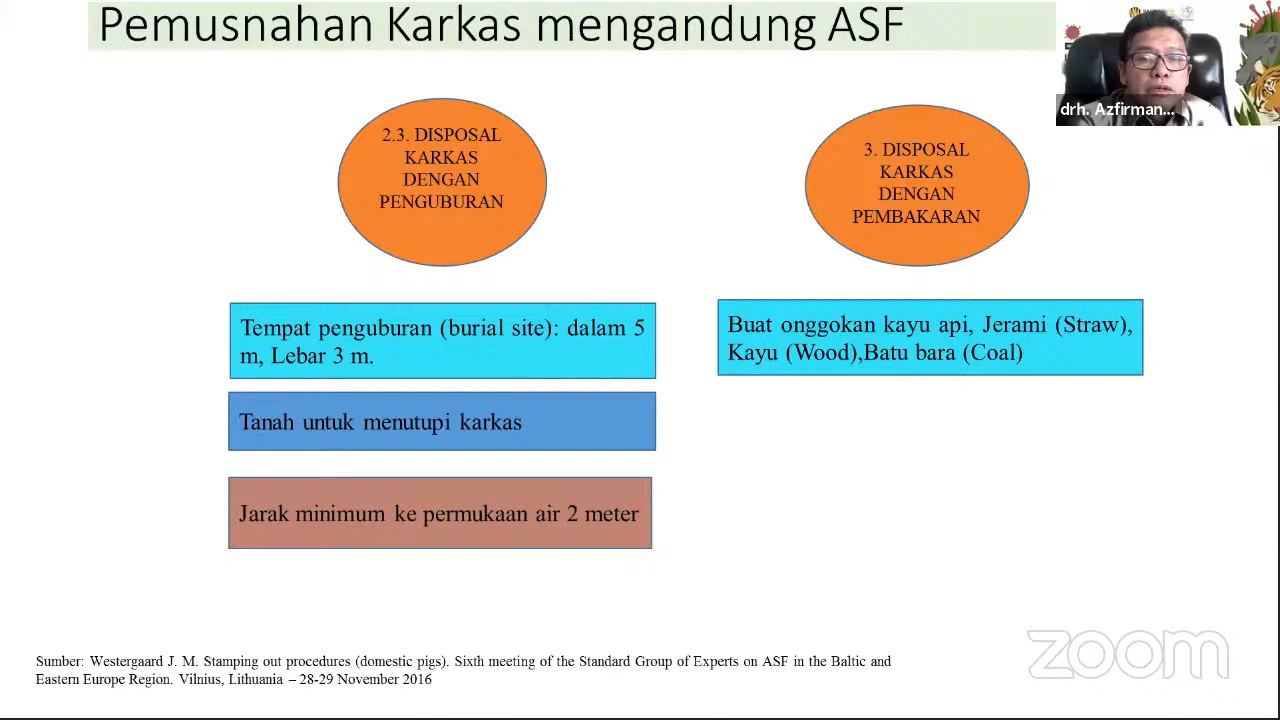 Pemusnahan Karkas mengandung ASF
drh. Azfirman...
2.3. DISPOSAL
KARKAS
DENGAN
PENGUBURAN
3. DISPOSAL
KARKAS
DENGAN
PEMBAKARAN
Tempat penguburan (burial site): dalam 5
m, Lebar 3 m.
Buat onggokan kayu api, Jerami (Straw),
Kayu (Wood),Batu bara (Coal)
Tanah untuk menutupi karkas
Jarak minimum ke permukaan air 2 meter
Sumber: Westergaard J. M. Stamping out procedures (domestic pigs). Sixth meeting of the Standard Group of Experts on ASF in the Baltic and
Eastern Europe Region. Vilnius, Lithuania – 28-29 November 2016
zoom